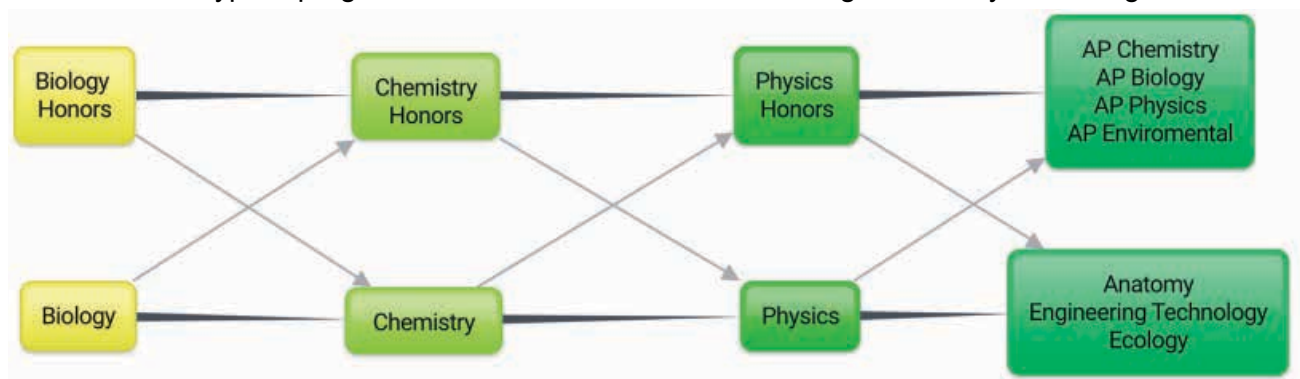 Biology
Honors
Chemistry
Honors
Physics
Honors
AP Chemistry
AP Biology
AP Physics
AP Enviromental
Biology
Chemistry
Physics
Anatomy
Engineering Technology
Ecology